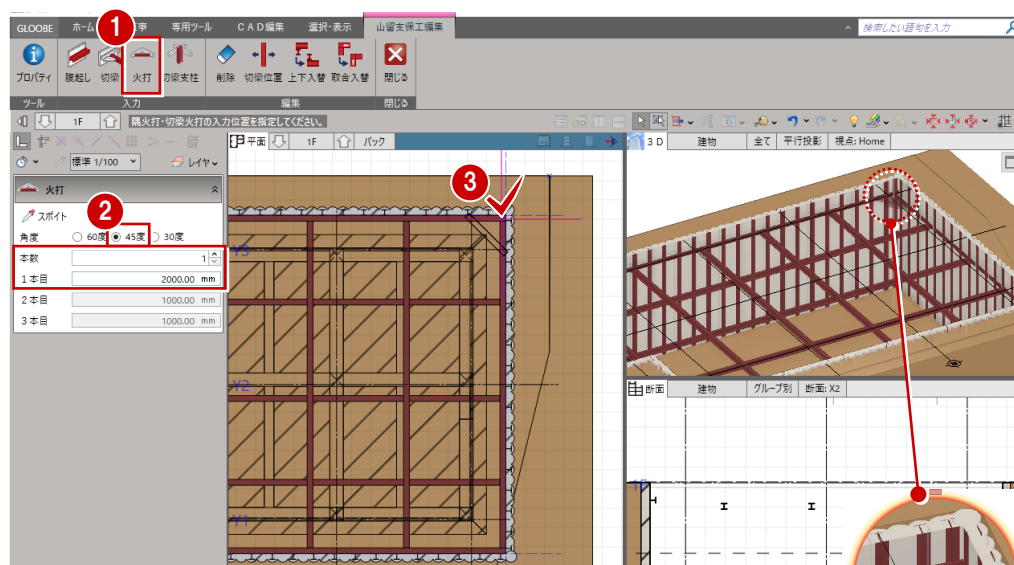 GLOOBE ホーム 事 専用ツール CAD編集 選択・表示 山留支保工編集 検索したい語句を入力
1
プロパティ 腹起し 切梁 火打 切梁支柱 削除 切梁位置 上下入替 取合入替 閉じる
ツール 入力 編集 閉じる
1F 隅火打・切梁火打の入力位置を指定してください。
平面 1F バック
3D 建物 全て 平行投影 視点: Home
標準 1/100 レイヤ
火打
スポイト
2
角度 60度 45度 30度
本数 1
1本目 2000.00 mm
2本目 1000.00 mm
3本目 1000.00 mm
3
Y3
Y2
Y1
断面 建物 グループ別 断面: X2
1F